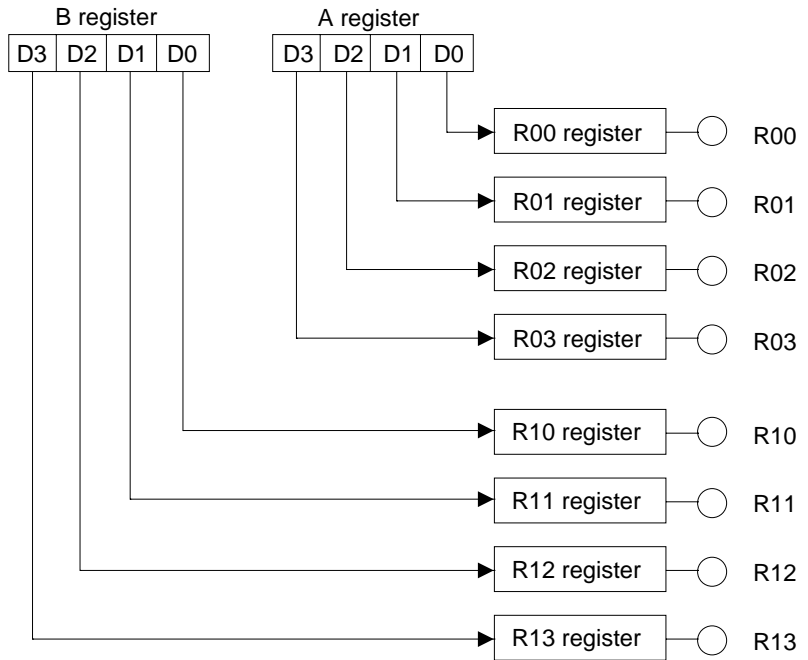 B register A register
D3 D2 D1 D0 D3 D2 D1 D0
R00 register R00
R01 register R01
R02 register R02
R03 register R03
R10 register R10
R11 register R11
R12 register R12
R13 register R13